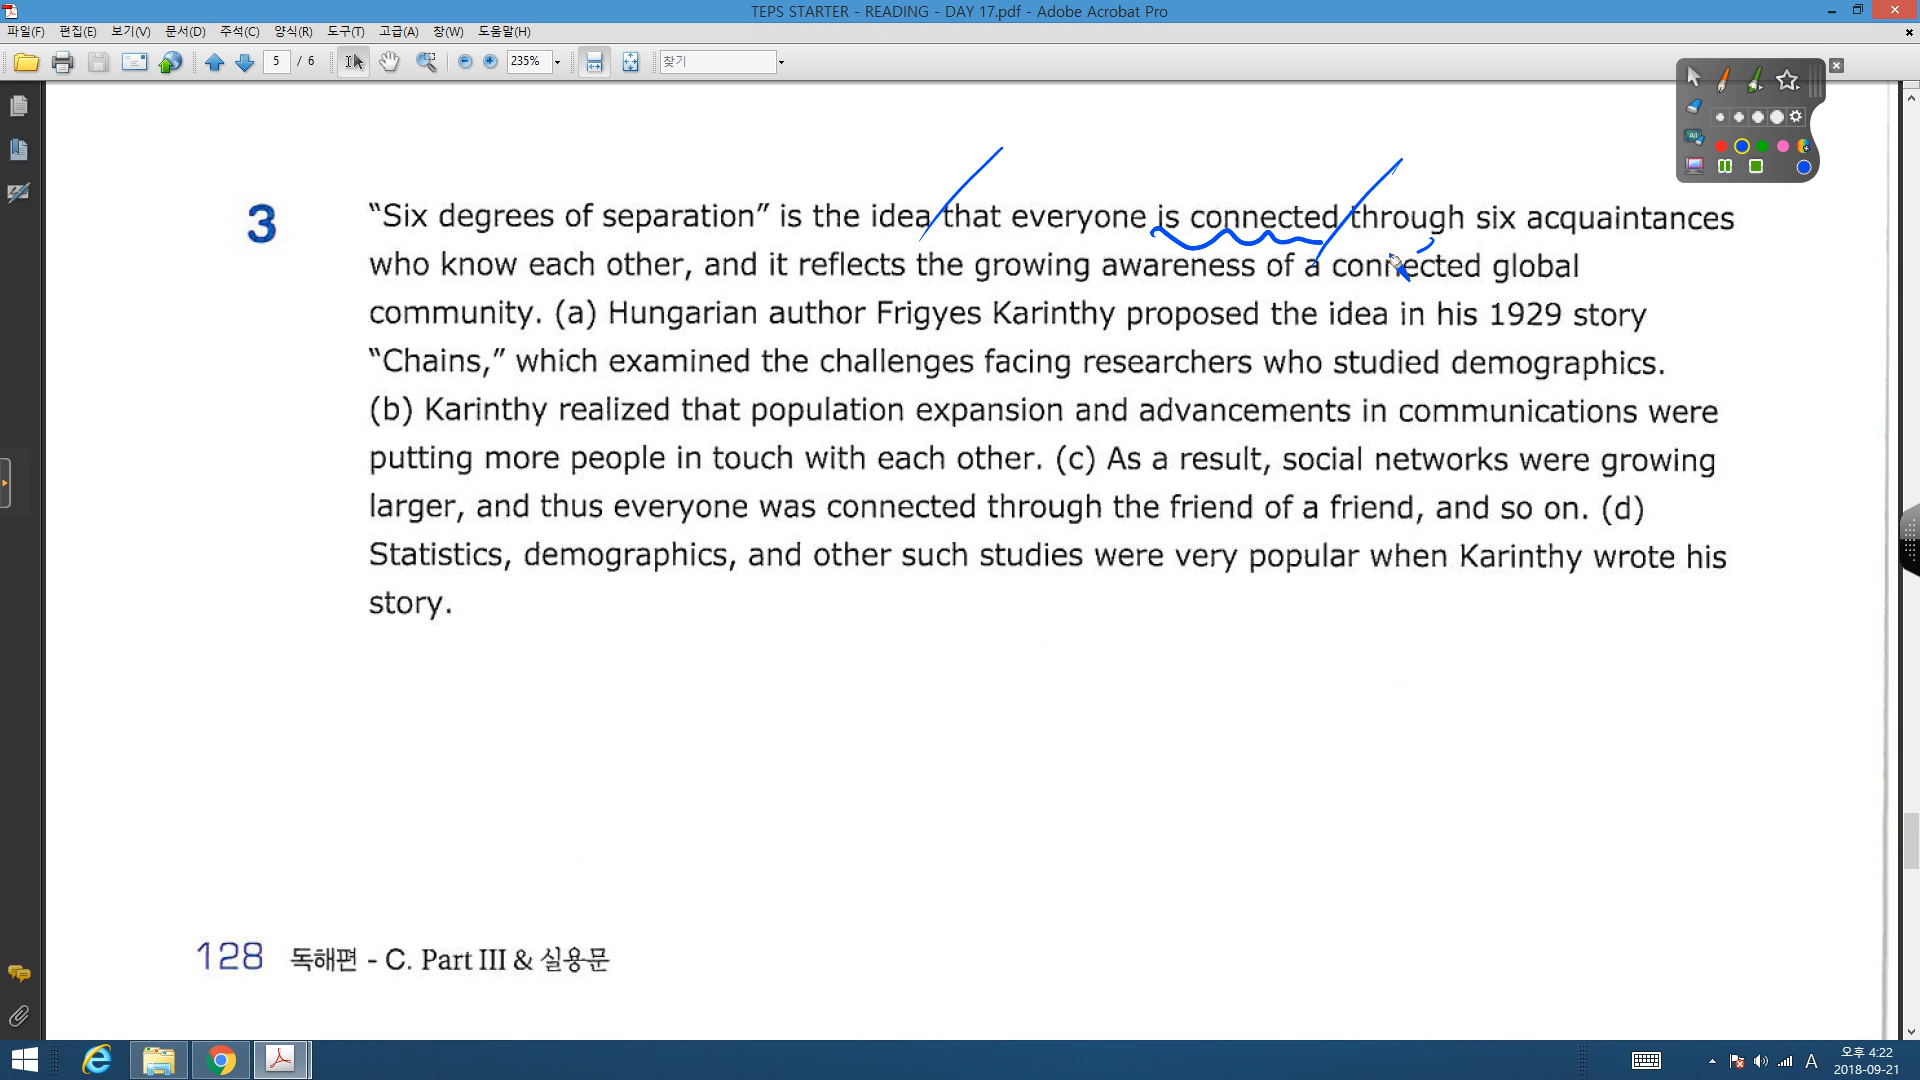 TEPS STARTER - READING - DAY 17.pdf - Adobe Acrobat Pro
파일(F) 편집(E) 보기(V) 문서(D) 주석(C) 양식(R) 도구(T) 고급(A) 창(W) 도움말(H)
5 / 6 235% 찾기
All
3
“Six degrees of separation” is the idea that everyone is connected through six acquaintances
who know each other, and it reflects the growing awareness of a connected global
community. (a) Hungarian author Frigyes Karinthy proposed the idea in his 1929 story
“Chains,” which examined the challenges facing researchers who studied demographics.
(b) Karinthy realized that population expansion and advancements in communications were
putting more people in touch with each other. (c) As a result, social networks were growing
larger, and thus everyone was connected through the friend of a friend, and so on. (d)
Statistics, demographics, and other such studies were very popular when Karinthy wrote his
story.
128 독해편 - C. Part III & 실용문
A 오후 4:22
2018-09-21